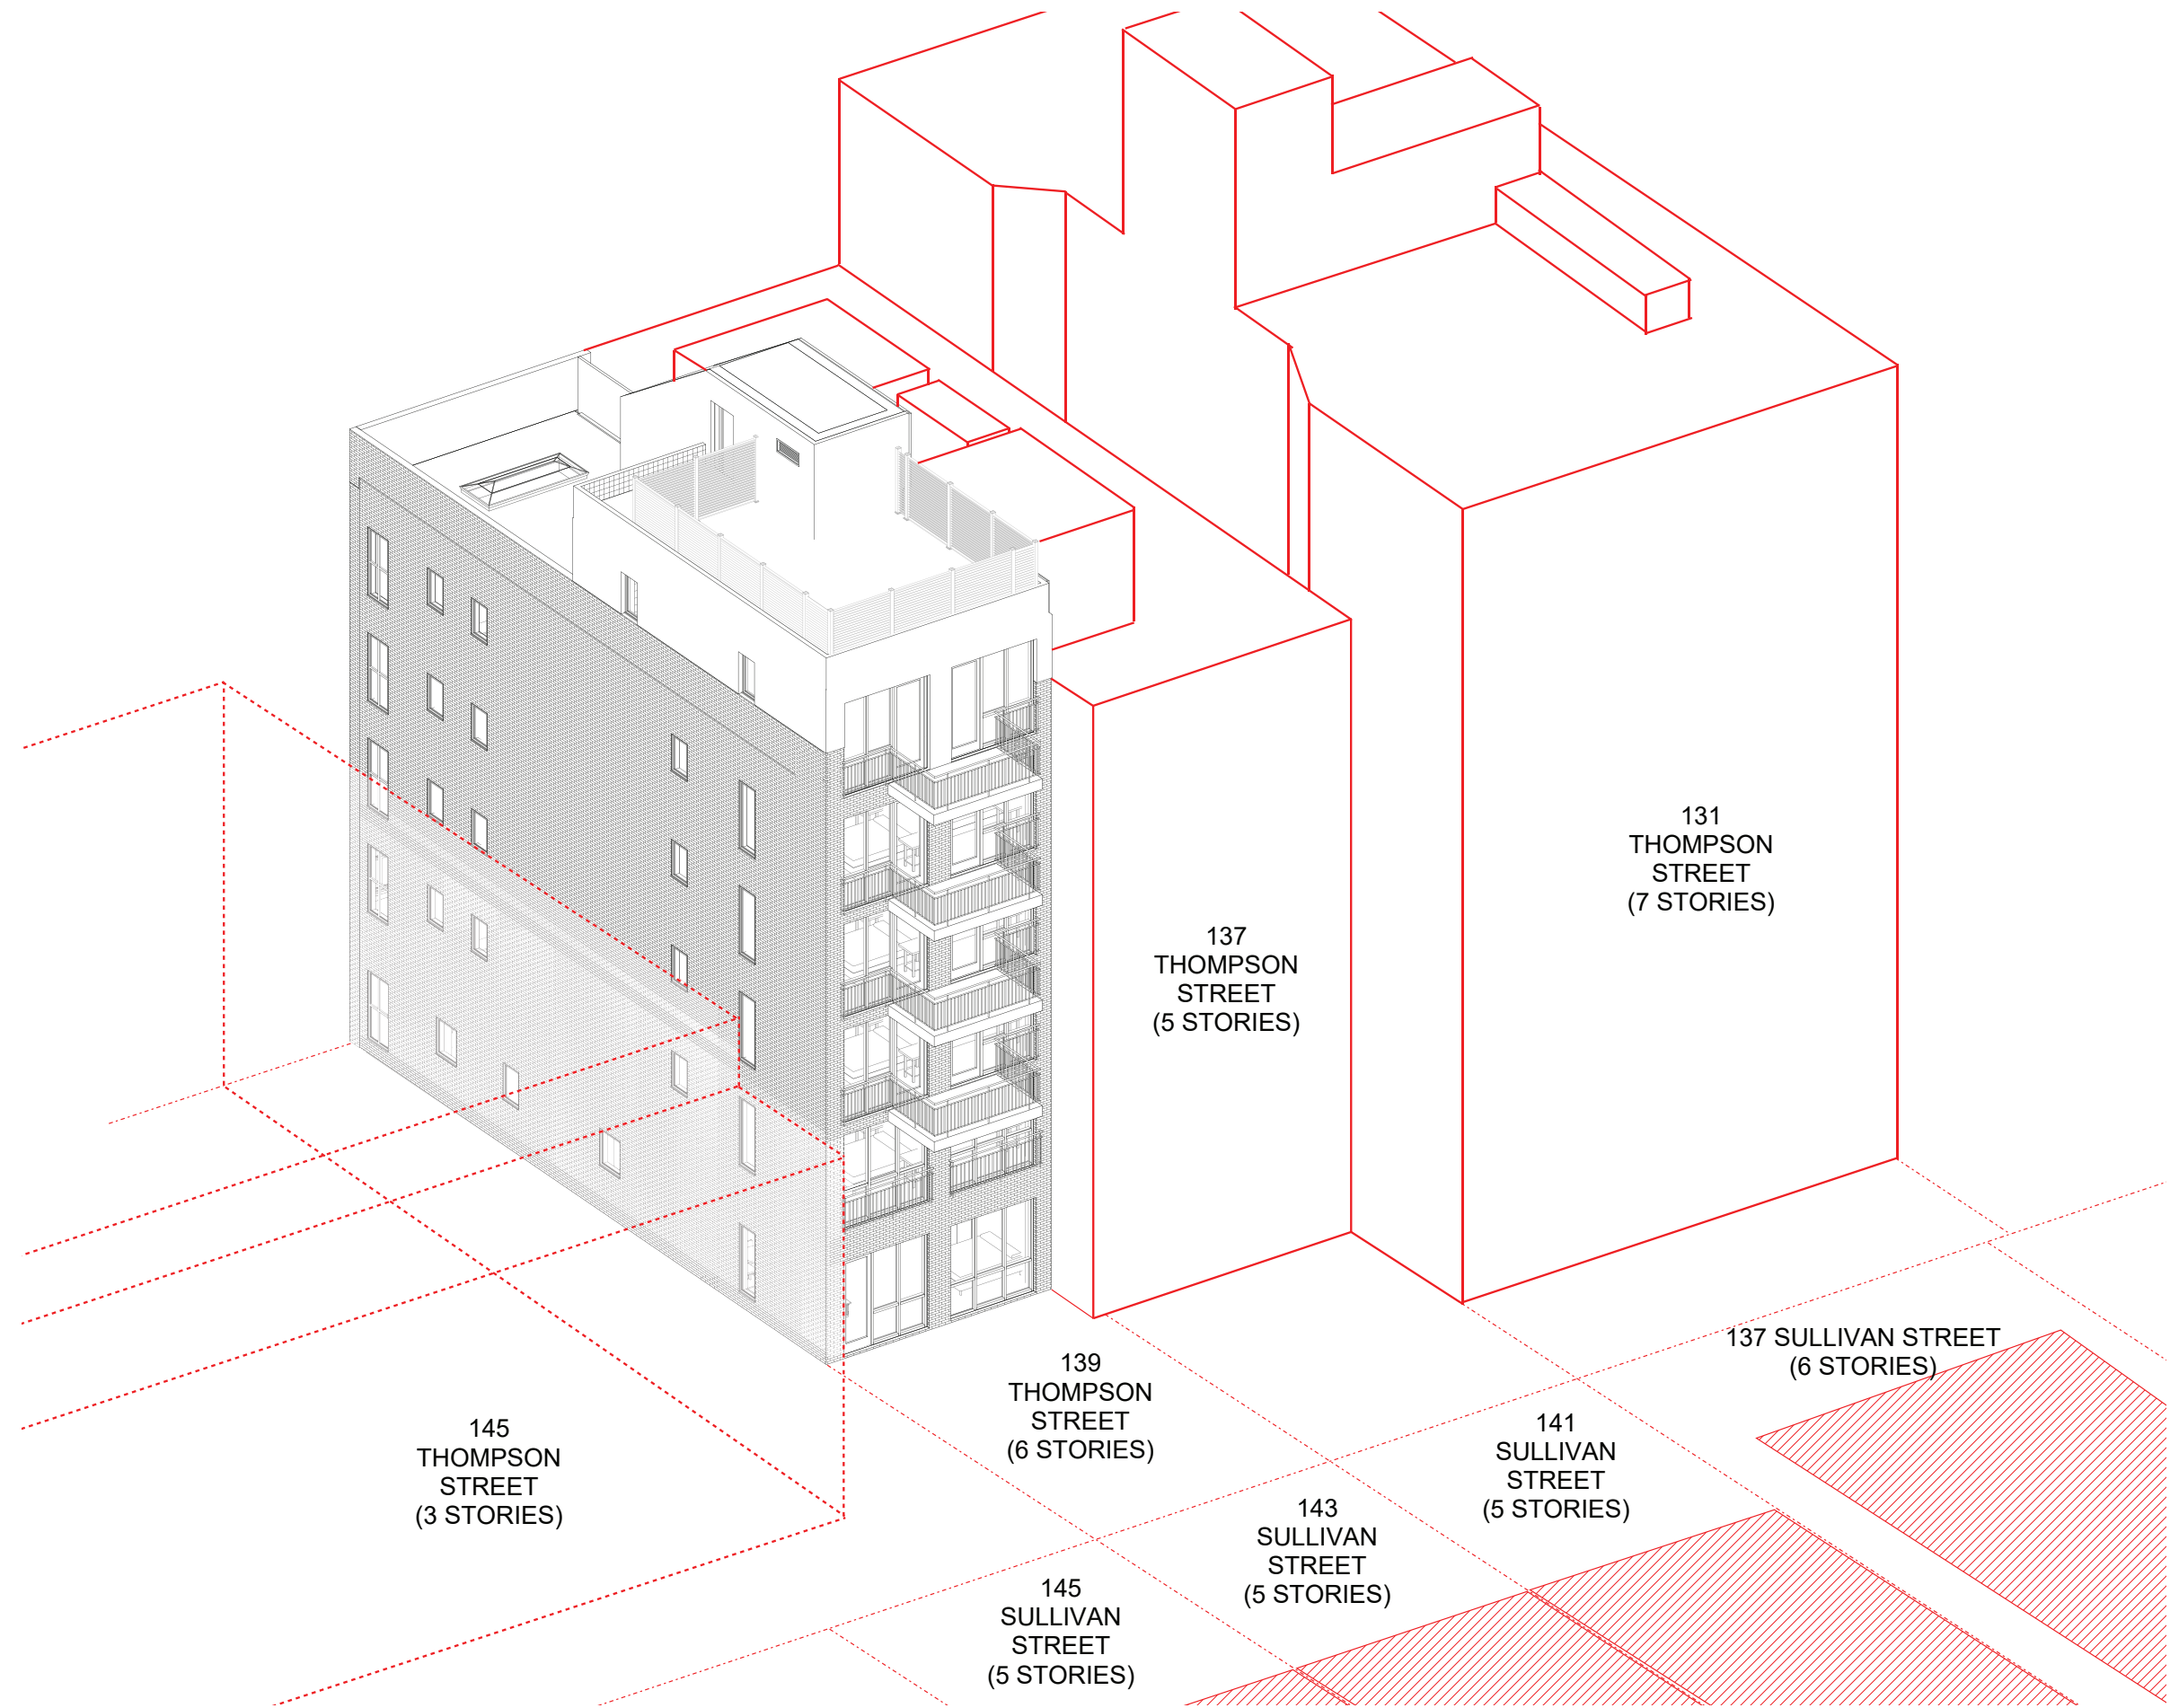 131
THOMPSON
STREET
(7 STORIES)
137
THOMPSON
STREET
(5 STORIES)
137 SULLIVAN STREET
(6 STORIES)
139
THOMPSON
STREET
(6 STORIES)
141
SULLIVAN
STREET
(5 STORIES)
145
THOMPSON
STREET
(3 STORIES)
143
SULLIVAN
STREET
(5 STORIES)
145
SULLIVAN
STREET
(5 STORIES)